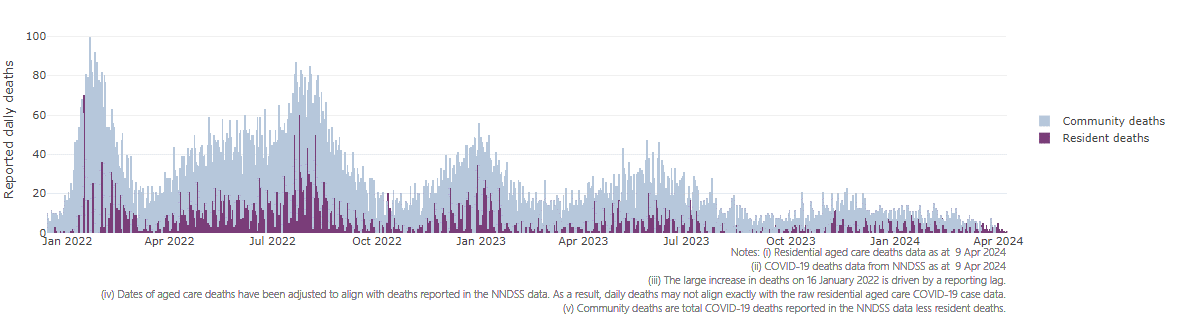 Reported daily deaths
100
80
60
40
20
0
Jan 2022 Apr 2022 Jul 2022 Oct 2022 Jan 2023 Apr 2023 Jul 2023 Oct 2023 Jan 2024 Apr 2024
Community deaths
Resident deaths
Notes: (i) Residential aged care deaths data as at 9 Apr 2024
(ii) COVID-19 deaths data from NNDSS as at 9 Apr 2024
(iii) The large increase in deaths on 16 January 2022 is driven by a reporting lag.
(iv) Dates of aged care deaths have been adjusted to align with deaths reported in the NNDSS data. As a result, daily deaths may not align exactly with the raw residential aged care COVID-19 case data.
(v) Community deaths are total COVID-19 deaths reported in the NNDSS data less resident deaths.